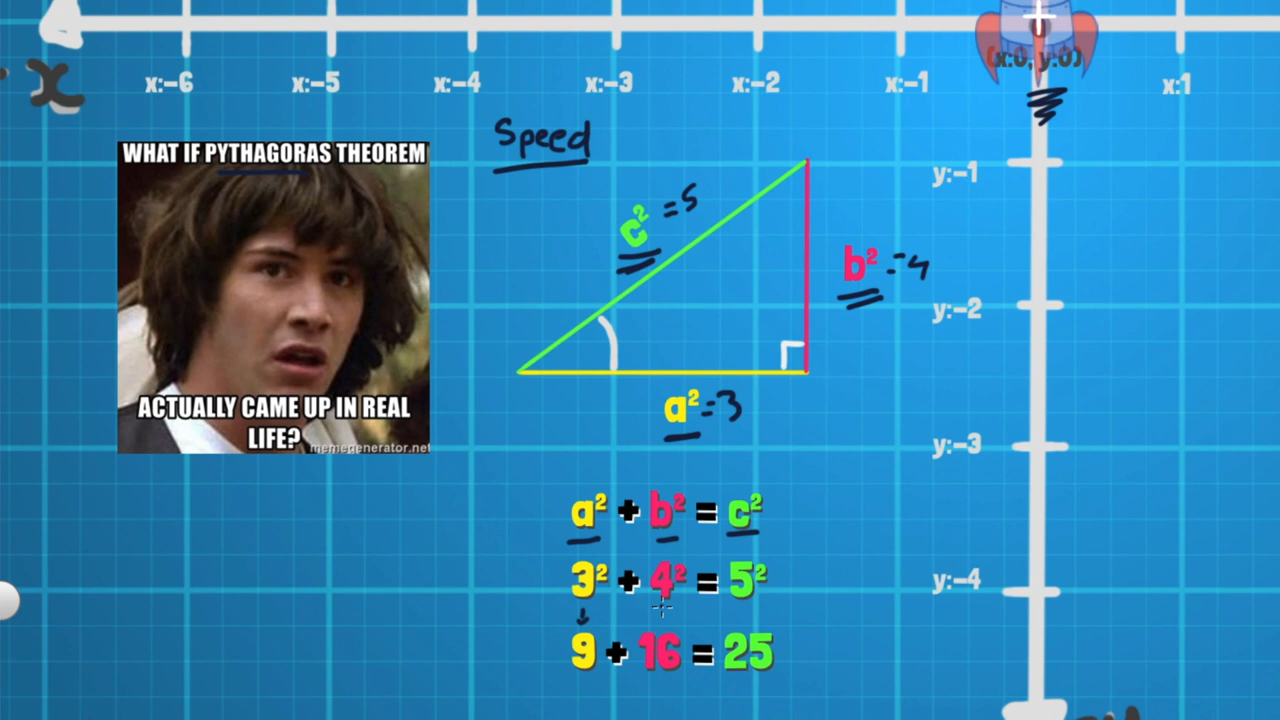 x:-6 x:-5 x:-4 x:-3 x:-2 x:-1 (x:0, y:0) x:1
x
WHAT IF PYTHAGORAS THEOREM
ACTUALLY CAME UP IN REAL
LIFE?
memegenerator.net
Speed
c² =5
b² =4
a² =3
y:-1
y:-2
y:-3
y:-4
a² + b² = c²
3² + 4² = 5²
9 + 16 = 25